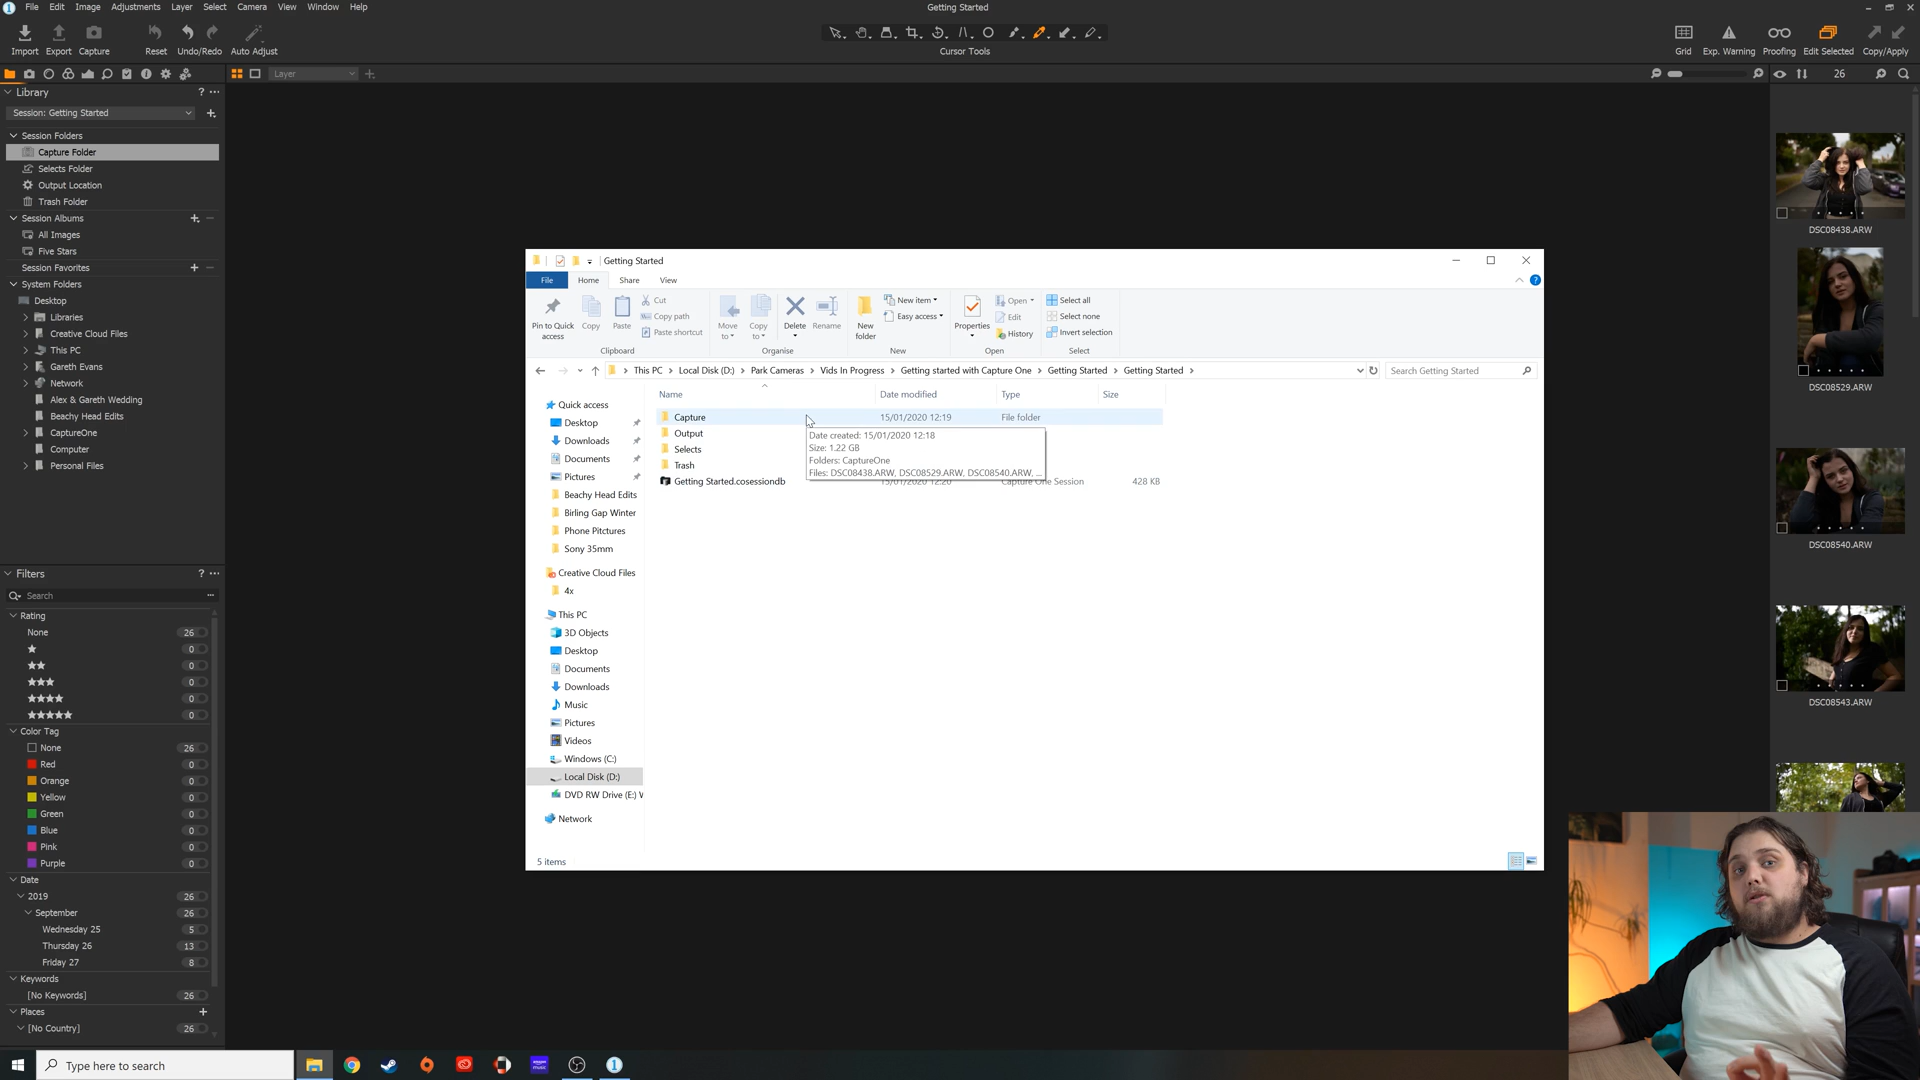 File Edit Image Adjustments Layer Select Camera View Window Help
Getting Started
Import Export Capture Reset Undo/Redo Auto Adjust
Cursor Tools
Grid Exp. Warning Proofing Edit Selected Copy/Apply
Layer
26
Library
Session: Getting Started
Session Folders
Capture Folder
Selects Folder
Output Location
Trash Folder
Session Albums
All Images
Five Stars
Session Favorites
System Folders
Desktop
Libraries
Creative Cloud Files
This PC
Gareth Evans
Network
Alex & Gareth Wedding
Beachy Head Edits
CaptureOne
Computer
Personal Files
Filters
Search
Rating
None 26
0
0
0
0
0
Color Tag
None 26
Red 0
Orange 0
Yellow 0
Green 0
Blue 0
Pink 0
Purple 0
Date
2019 26
September 26
Wednesday 25 5
Thursday 26 13
Friday 27 8
Keywords
[No Keywords] 26
Places
[No Country] 26
Getting Started
File Home Share View
Pin to Quick access
Copy
Paste
Cut
Copy path
Paste shortcut
Clipboard
Move to
Copy to
Delete
Rename
Organise
New folder
New item
Easy access
New
Properties
Open
Edit
History
Open
Select all
Select none
Invert selection
Select
This PC > Local Disk (D:) > Park Cameras > Vids In Progress > Getting started with Capture One > Getting Started > Getting Started >
Search Getting Started
Quick access
Desktop
Downloads
Documents
Pictures
Beachy Head Edits
Birling Gap Winter
Phone Pitctures
Sony 35mm
Creative Cloud Files
4x
This PC
3D Objects
Desktop
Documents
Downloads
Music
Pictures
Videos
Windows (C:)
Local Disk (D:)
DVD RW Drive (E:) V
Network
Name Date modified Type Size
Capture 15/01/2020 12:19 File folder
Output
Selects
Trash
Getting Started.cosessiondb 15/01/2020 12:20 Capture One Session 428 KB
Date created: 15/01/2020 12:18
Size: 1.22 GB
Folders: CaptureOne
Files: DSC08438.ARW, DSC08529.ARW, DSC08540.ARW, ...
5 items
DSC08438.ARW
DSC08529.ARW
DSC08540.ARW
DSC08543.ARW
Type here to search